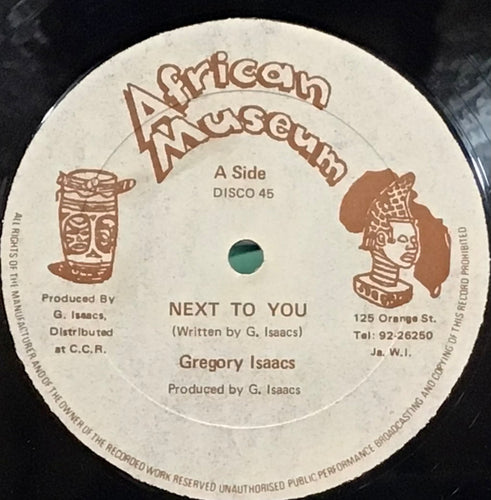 African
Museum
A Side
DISCO 45
Produced By
G. Isaacs,
Distributed
at C.C.R.
125 Orange St.
Tel: 92-26250
Ja. W.I.
NEXT TO YOU
(Written by G. Isaacs)
Gregory Isaacs
Produced by G. Isaacs
ALL RIGHTS OF THE MANUFACTURER AND OF THE OWNER OF THE RECORDED WORK RESERVED UNAUTHORISED PUBLIC PERFORMANCE BROADCASTING AND COPYING OF THIS RECORD PROHIBITED